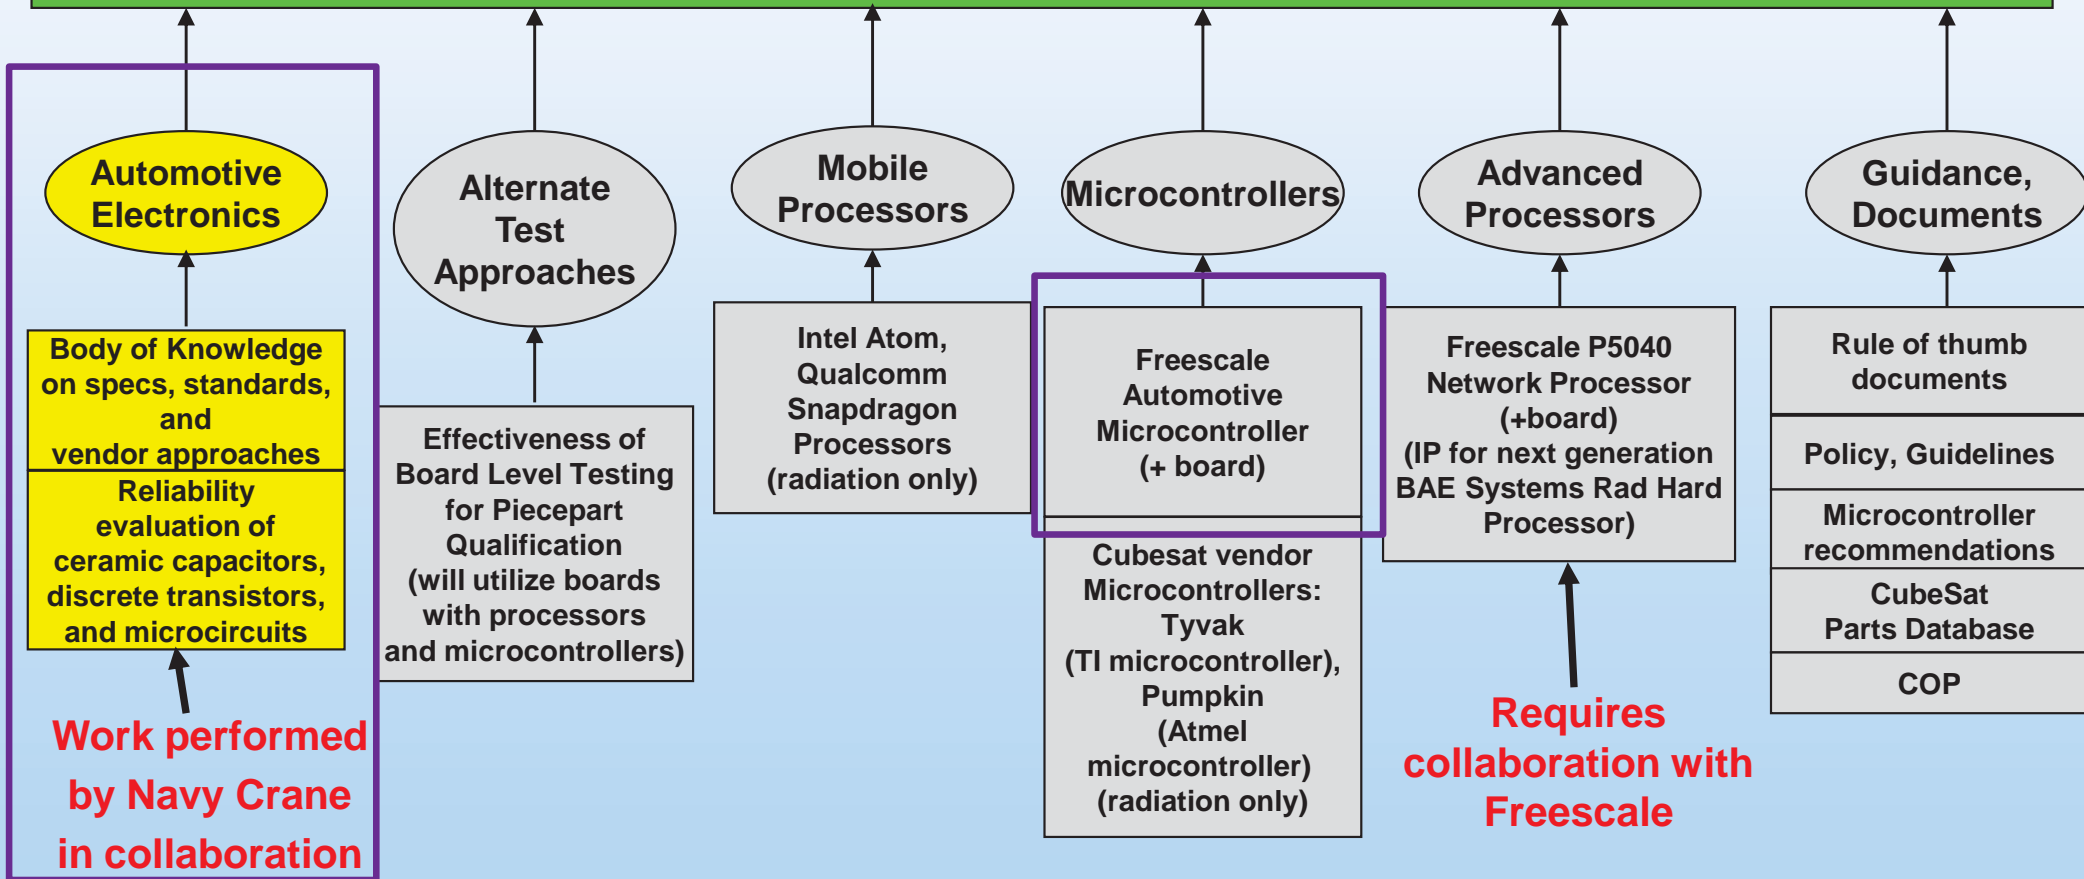 Automotive
Electronics
Body of Knowledge
on specs, standards,
and
vendor approaches
Reliability
evaluation of
ceramic capacitors,
discrete transistors,
and microcircuits
Work performed
by Navy Crane
in collaboration
Alternate
Test
Approaches
Effectiveness of
Board Level Testing
for Piecepart
Qualification
(will utilize boards
with processors
and microcontrollers)
Mobile
Processors
Intel Atom,
Qualcomm
Snapdragon
Processors
(radiation only)
Microcontrollers
Freescale
Automotive
Microcontroller
(+ board)
Cubesat vendor
Microcontrollers:
Tyvak
(TI microcontroller),
Pumpkin
(Atmel
microcontroller)
(radiation only)
Advanced
Processors
Freescale P5040
Network Processor
(+board)
(IP for next generation
BAE Systems Rad Hard
Processor)
Requires
collaboration with
Freescale
Guidance,
Documents
Rule of thumb
documents
Policy, Guidelines
Microcontroller
recommendations
CubeSat
Parts Database
COP